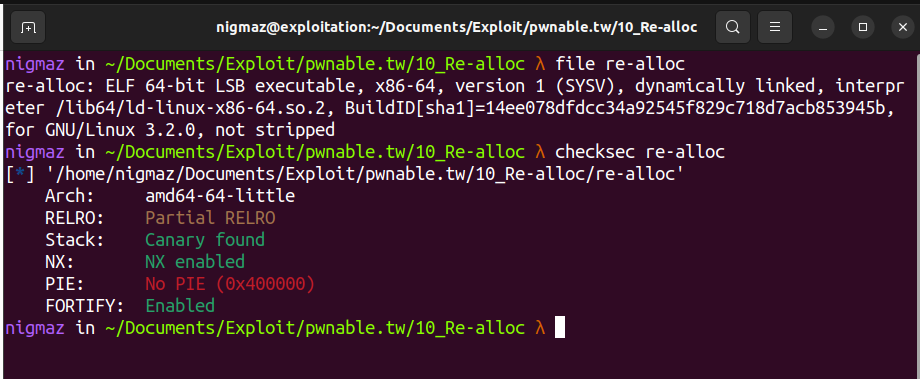 nigmaz@exploitation:~/Documents/Exploit/pwnable.tw/10_Re-alloc
nigmaz in ~/Documents/Exploit/pwnable.tw/10_Re-alloc λ file re-alloc
re-alloc: ELF 64-bit LSB executable, x86-64, version 1 (SYSV), dynamically linked, interpr
eter /lib64/ld-linux-x86-64.so.2, BuildID[sha1]=14ee078dfdcc34a92545f829c718d7acb853945b,
for GNU/Linux 3.2.0, not stripped
nigmaz in ~/Documents/Exploit/pwnable.tw/10_Re-alloc λ checksec re-alloc
[*] '/home/nigmaz/Documents/Exploit/pwnable.tw/10_Re-alloc/re-alloc'
    Arch:     amd64-64-little
    RELRO:    Partial RELRO
    Stack:    Canary found
    NX:       NX enabled
    PIE:      No PIE (0x400000)
    FORTIFY:  Enabled
nigmaz in ~/Documents/Exploit/pwnable.tw/10_Re-alloc λ